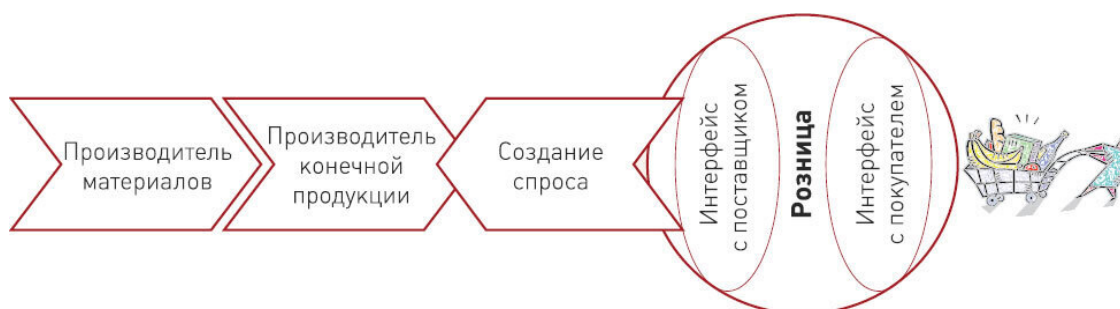 Производитель
материалов
Производитель
конечной
продукции
Создание
спроса
Интерфейс
с поставщиком
Розница
Интерфейс
с покупателем